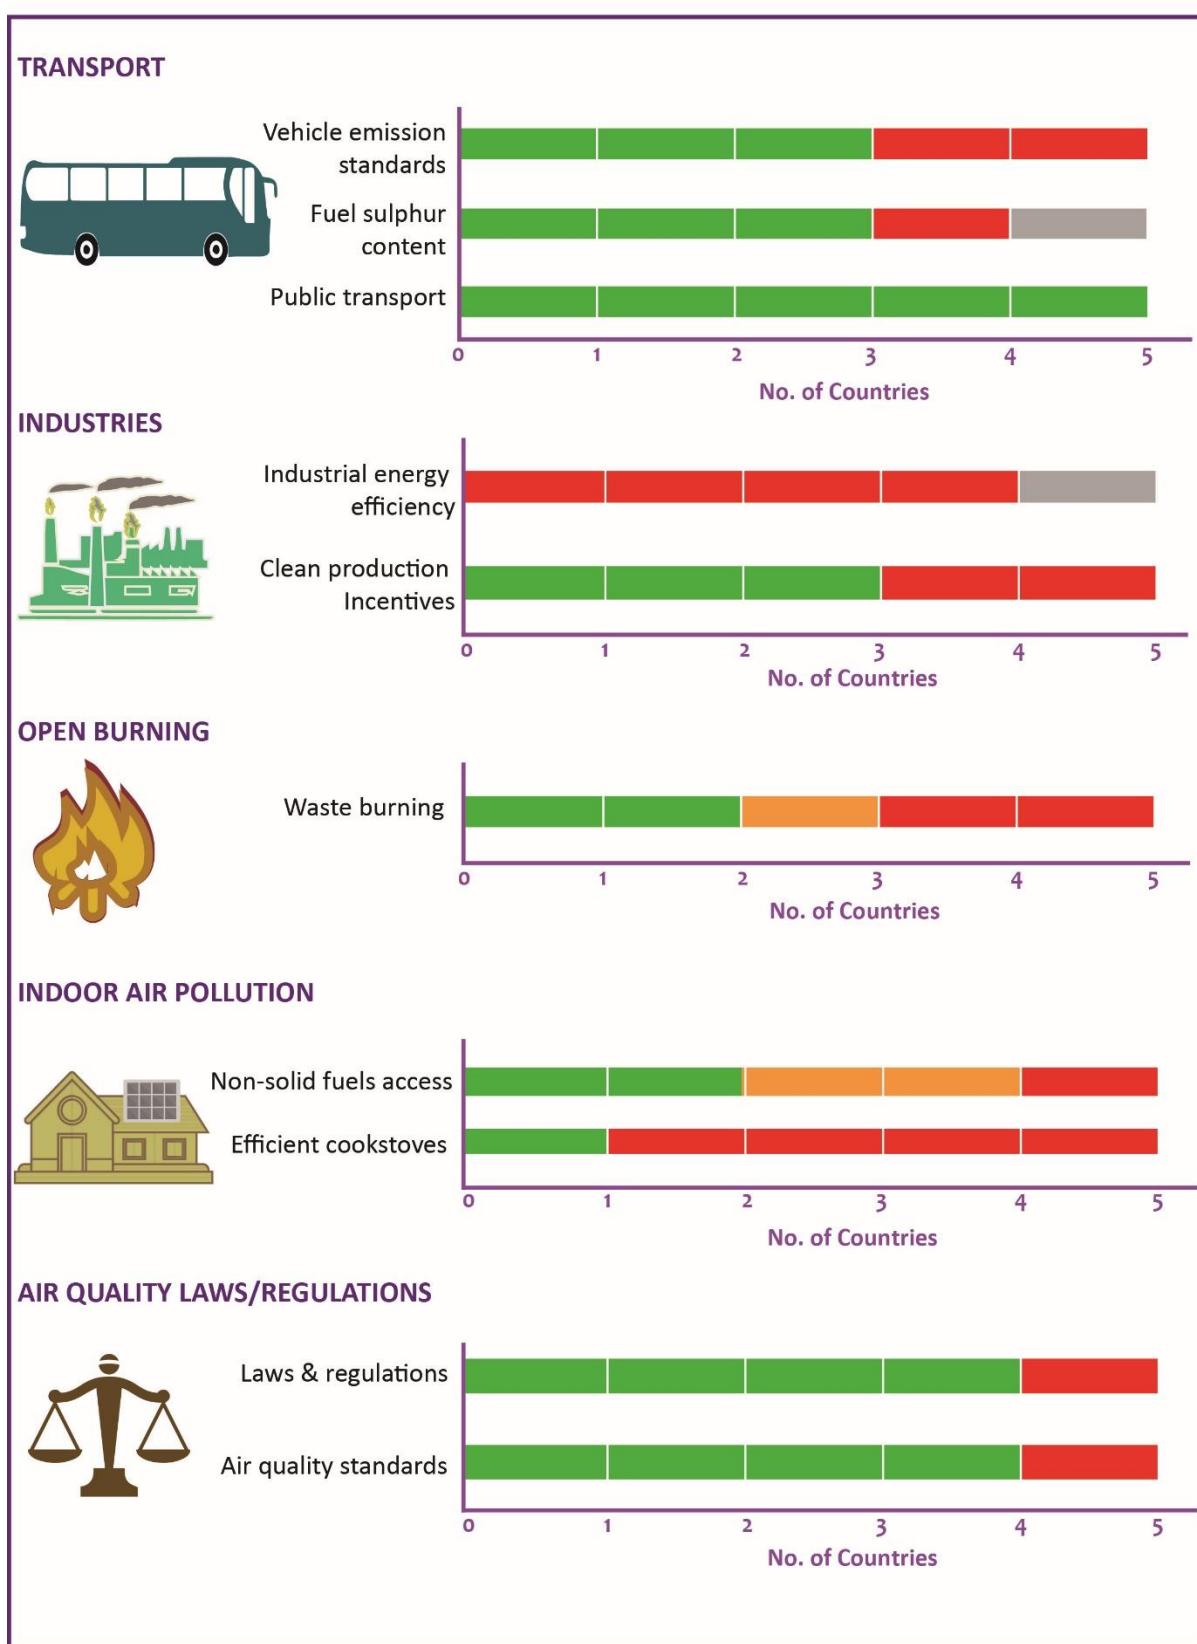 TRANSPORT
Vehicle emission
standards
Fuel sulphur
content
Public transport
0 1 2 3 4 5
No. of Countries
INDUSTRIES
Industrial energy
efficiency
Clean production
Incentives
0 1 2 3 4 5
No. of Countries
OPEN BURNING
Waste burning
0 1 2 3 4 5
No. of Countries
INDOOR AIR POLLUTION
Non-solid fuels access
Efficient cookstoves
0 1 2 3 4 5
No. of Countries
AIR QUALITY LAWS/REGULATIONS
Laws & regulations
Air quality standards
0 1 2 3 4 5
No. of Countries